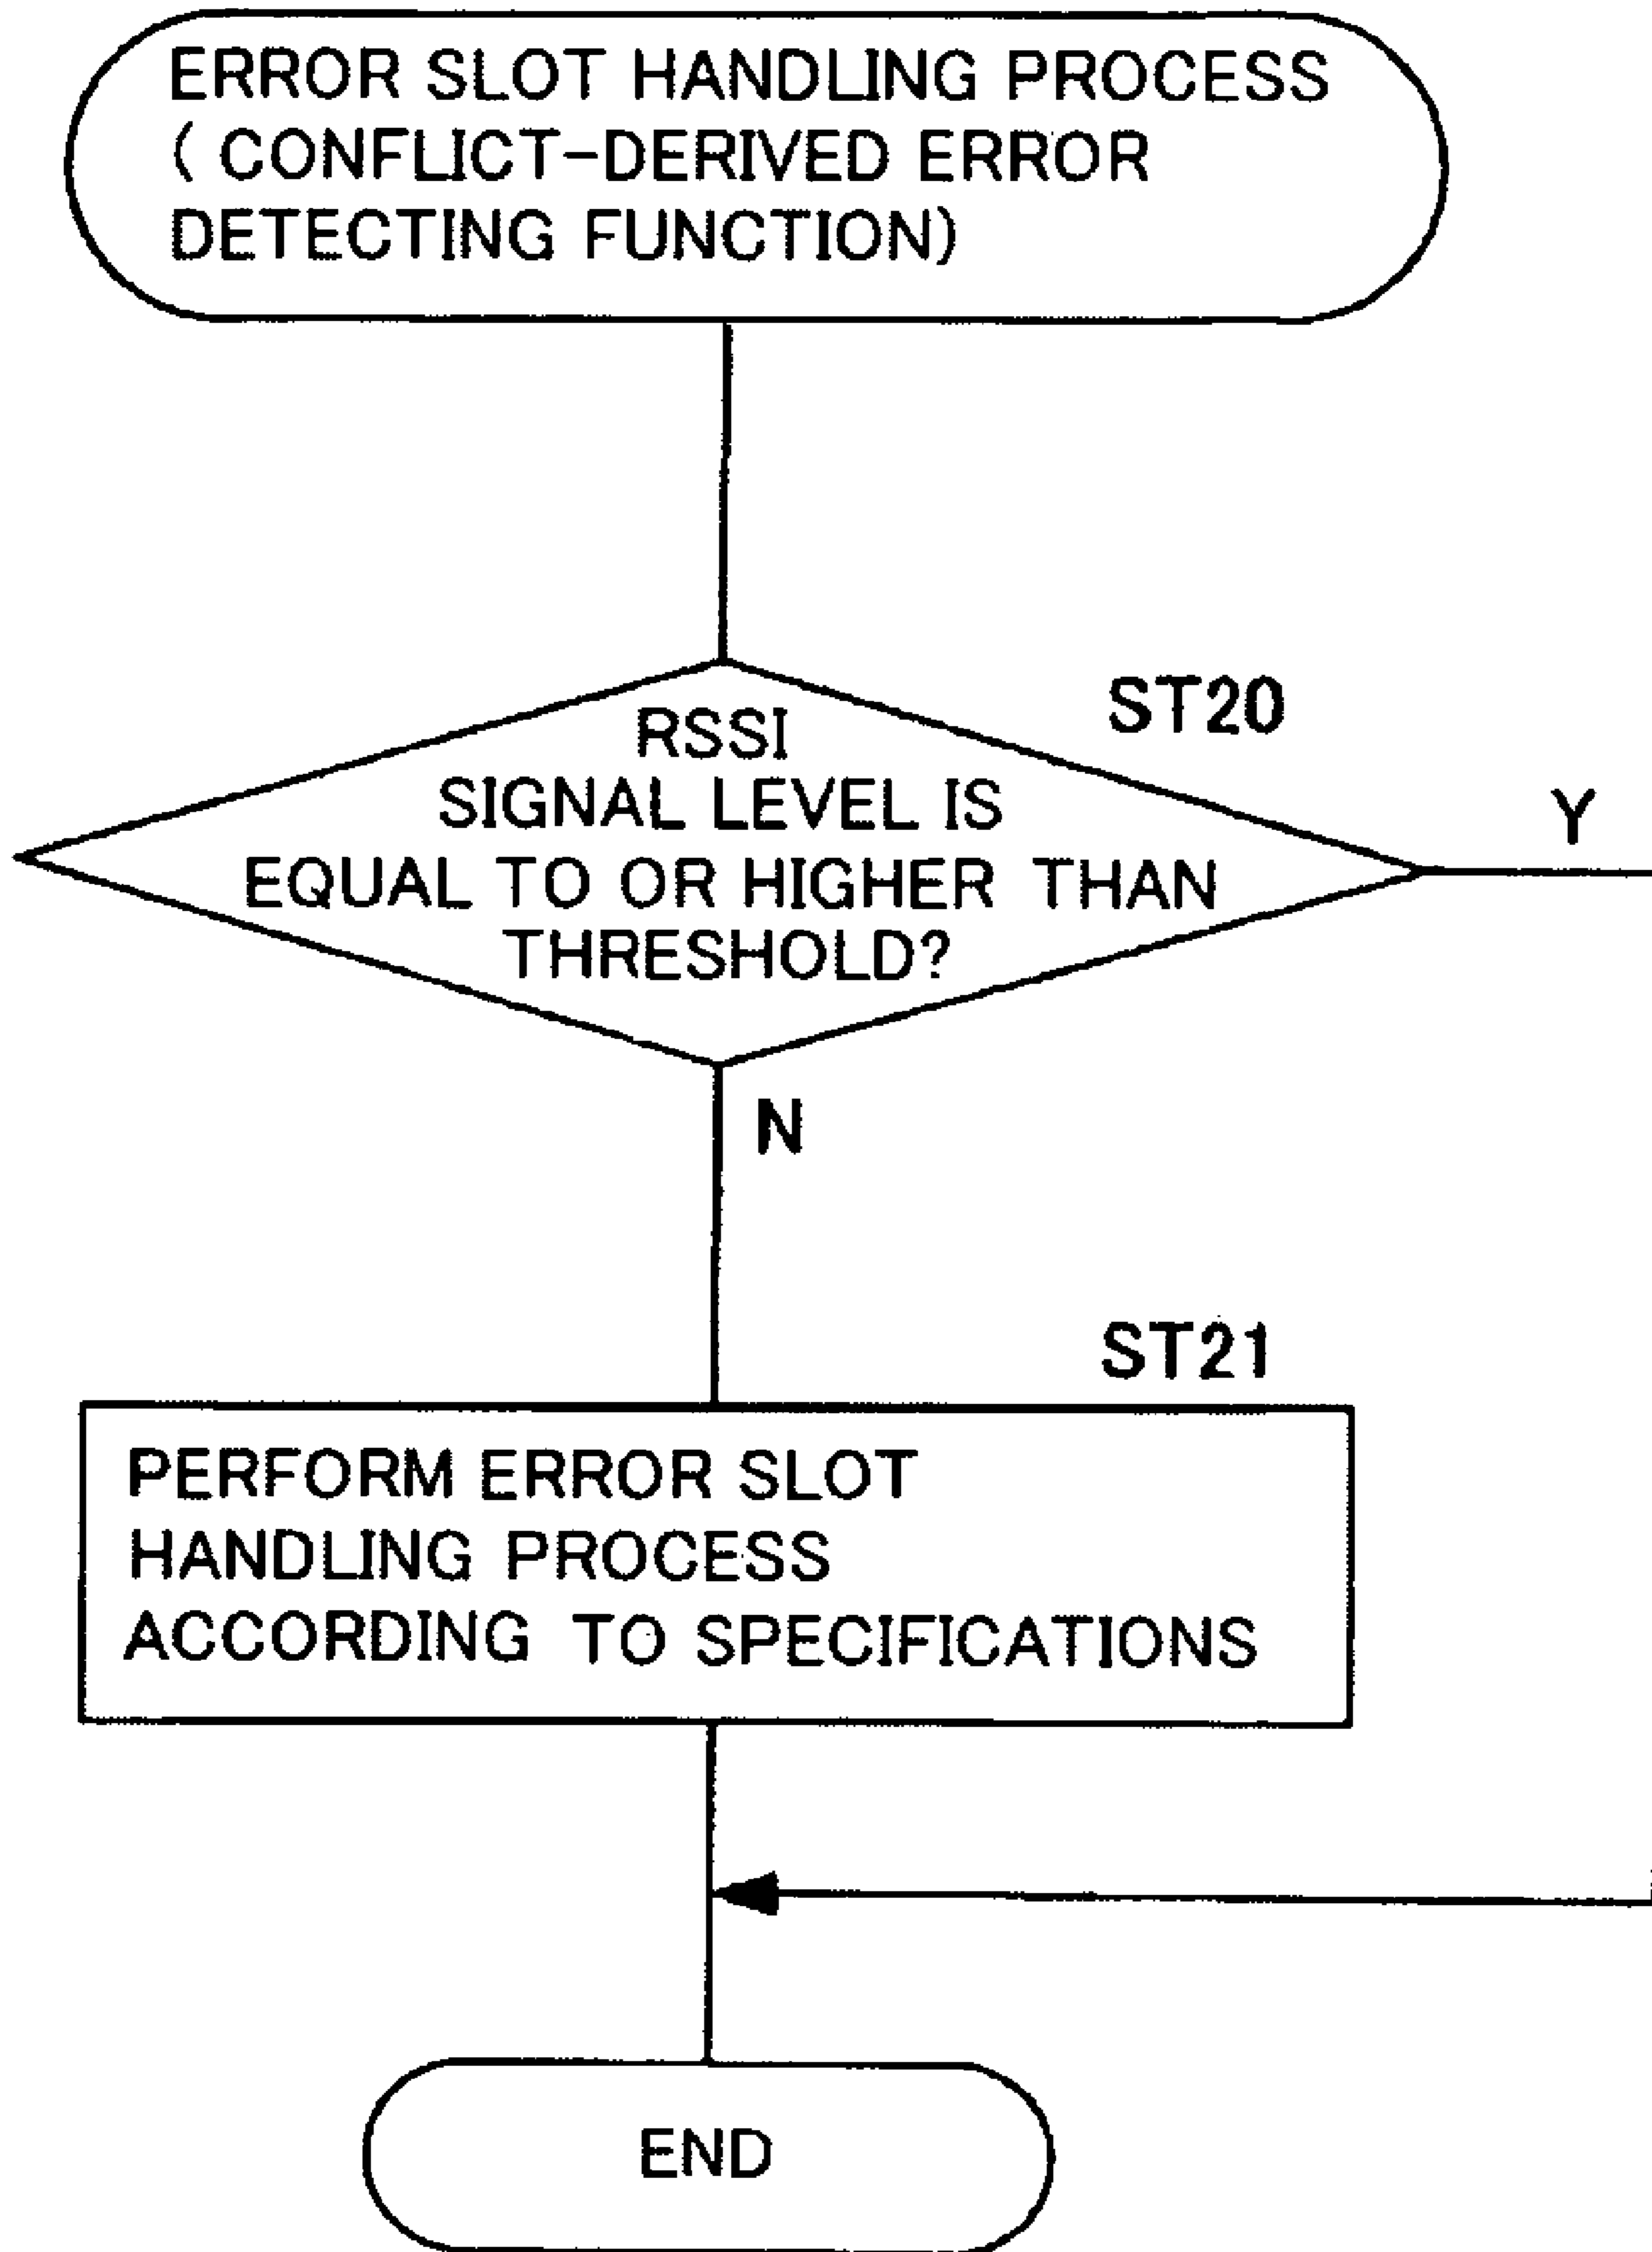 ERROR SLOT HANDLING PROCESS
( CONFLICT-DERIVED ERROR
DETECTING FUNCTION)
ST20
RSSI
SIGNAL LEVEL IS
EQUAL TO OR HIGHER THAN
THRESHOLD?
Y
N
ST21
PERFORM ERROR SLOT
HANDLING PROCESS
ACCORDING TO SPECIFICATIONS
END